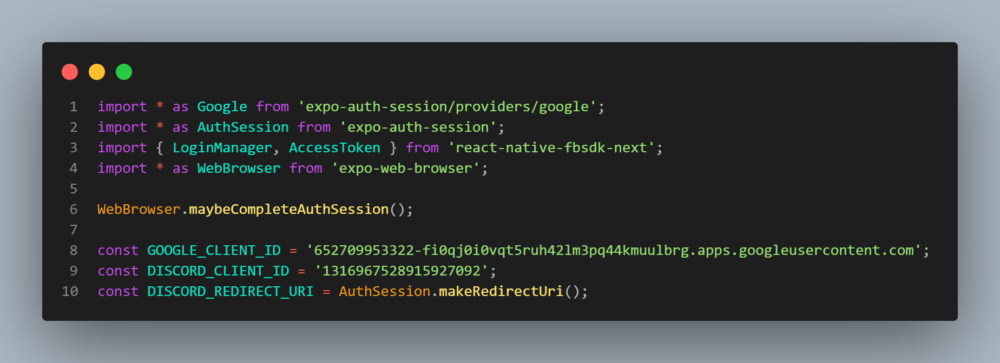 1 import * as Google from 'expo-auth-session/providers/google';
2 import * as AuthSession from 'expo-auth-session';
3 import { LoginManager, AccessToken } from 'react-native-fbsdk-next';
4 import * as WebBrowser from 'expo-web-browser';
5
6 WebBrowser.maybeCompleteAuthSession();
7
8 const GOOGLE_CLIENT_ID = '652709953322-fi0qj0i0vqt5ruh42lm3pq44kmuulbrg.apps.googleusercontent.com';
9 const DISCORD_CLIENT_ID = '1316967528915927092';
10 const DISCORD_REDIRECT_URI = AuthSession.makeRedirectUri();